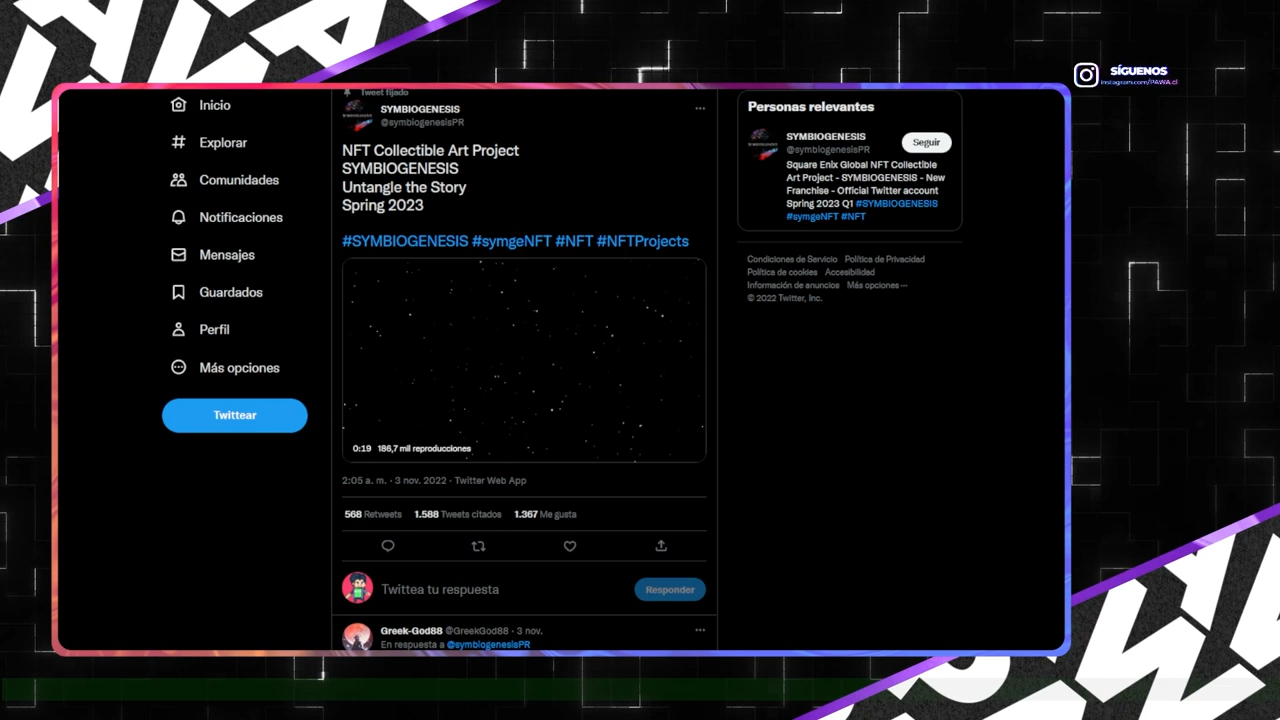 SÍGUENOS
instagram.com/PAWA.cl
Inicio
Explorar
Comunidades
Notificaciones
Mensajes
Guardados
Perfil
Más opciones
Twittear
Tweet fijado
SYMBIOGENESIS
@symbiogenesisPR
NFT Collectible Art Project
SYMBIOGENESIS
Untangle the Story
Spring 2023
#SYMBIOGENESIS #symgeNFT #NFT #NFTProjects
0:19 186,7 mil reproducciones
2:05 a. m. · 3 nov. 2022 · Twitter Web App
568 Retweets 1.588 Tweets citados 1.367 Me gusta
Twittea tu respuesta
Responder
Greek-God88 @GreekGod88 · 3 nov.
En respuesta a @symbiogenesisPR
Personas relevantes
SYMBIOGENESIS
@symbiogenesisPR
Seguir
Square Enix Global NFT Collectible
Art Project - SYMBIOGENESIS - New
Franchise - Official Twitter account
Spring 2023 Q1 #SYMBIOGENESIS
#symgeNFT #NFT
Condiciones de Servicio Política de Privacidad
Política de cookies Accesibilidad
Información de anuncios Más opciones ···
© 2022 Twitter, Inc.